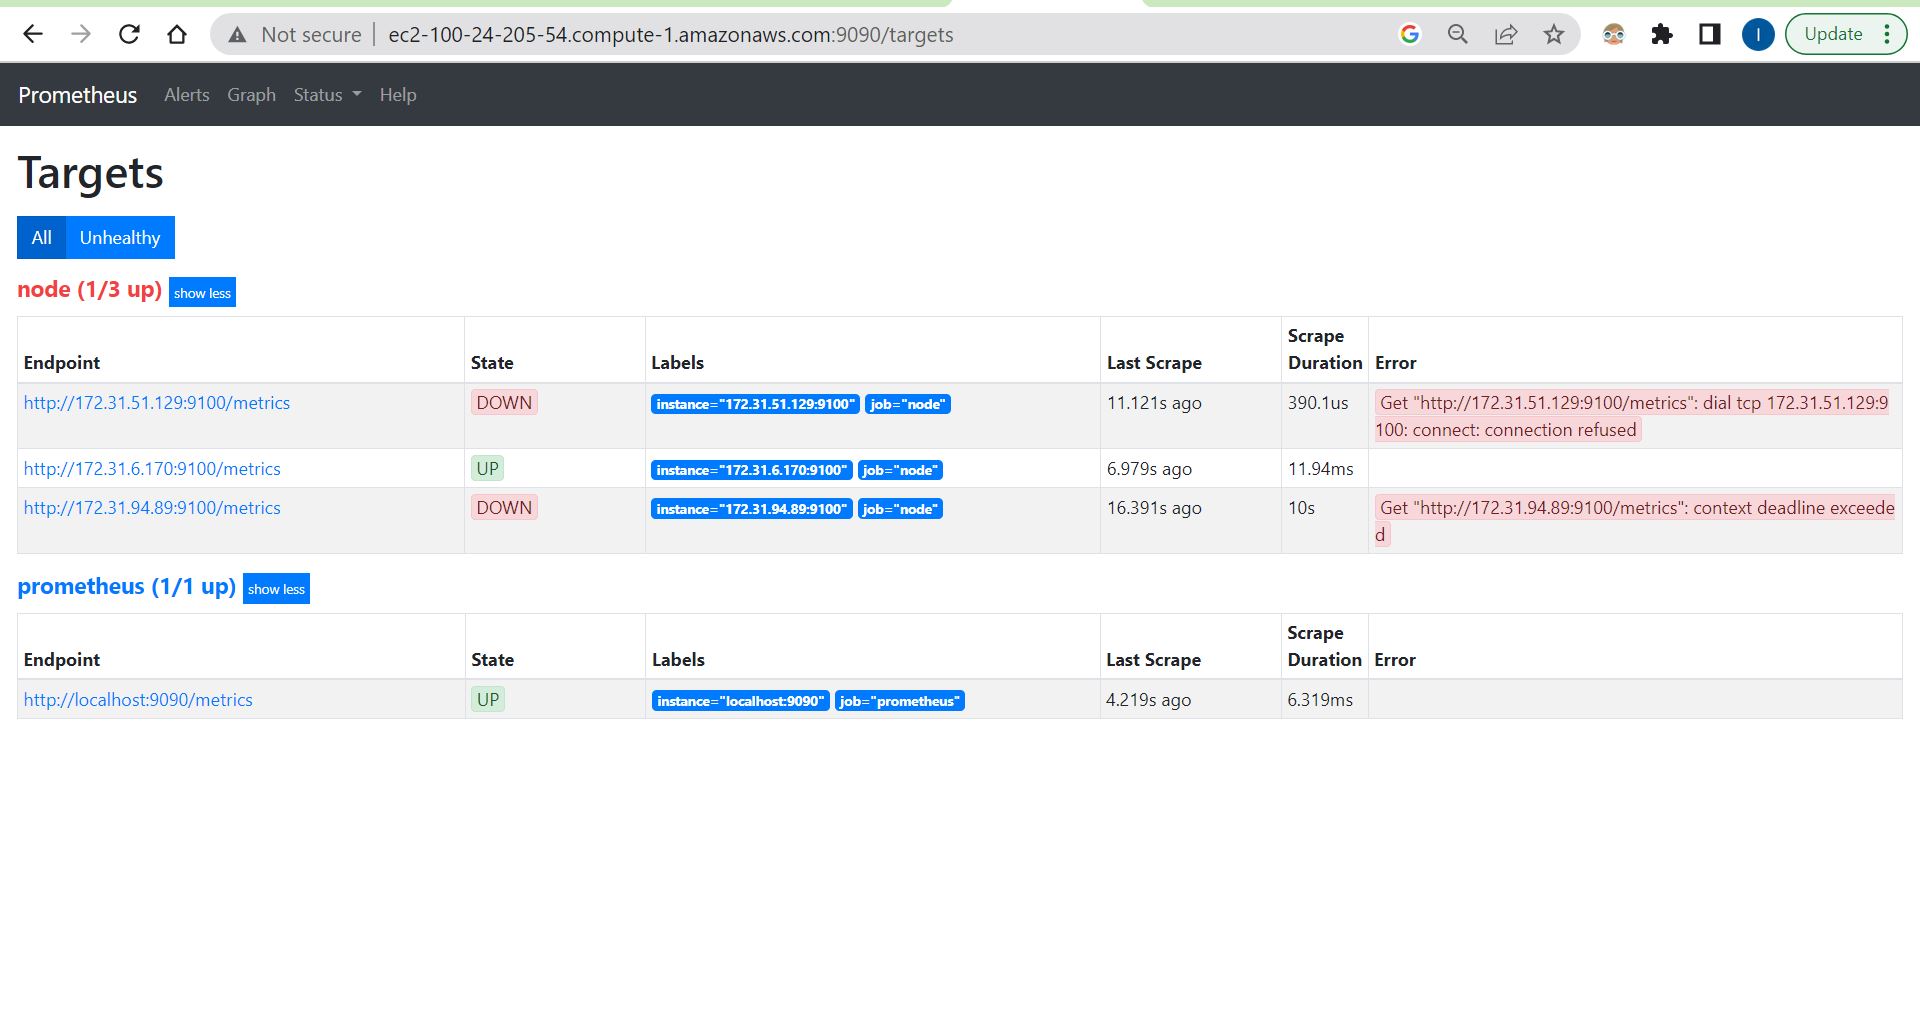 Not secure | ec2-100-24-205-54.compute-1.amazonaws.com:9090/targets I Update
Prometheus Alerts Graph Status Help
Targets
All Unhealthy
node (1/3 up) show less
Endpoint State Labels Last Scrape Scrape Duration Error
http://172.31.51.129:9100/metrics DOWN instance="172.31.51.129:9100" job="node" 11.121s ago 390.1us Get "http://172.31.51.129:9100/metrics": dial tcp 172.31.51.129:9
100: connect: connection refused
http://172.31.6.170:9100/metrics UP instance="172.31.6.170:9100" job="node" 6.979s ago 11.94ms
http://172.31.94.89:9100/metrics DOWN instance="172.31.94.89:9100" job="node" 16.391s ago 10s Get "http://172.31.94.89:9100/metrics": context deadline exceede
d
prometheus (1/1 up) show less
Endpoint State Labels Last Scrape Scrape Duration Error
http://localhost:9090/metrics UP instance="localhost:9090" job="prometheus" 4.219s ago 6.319ms